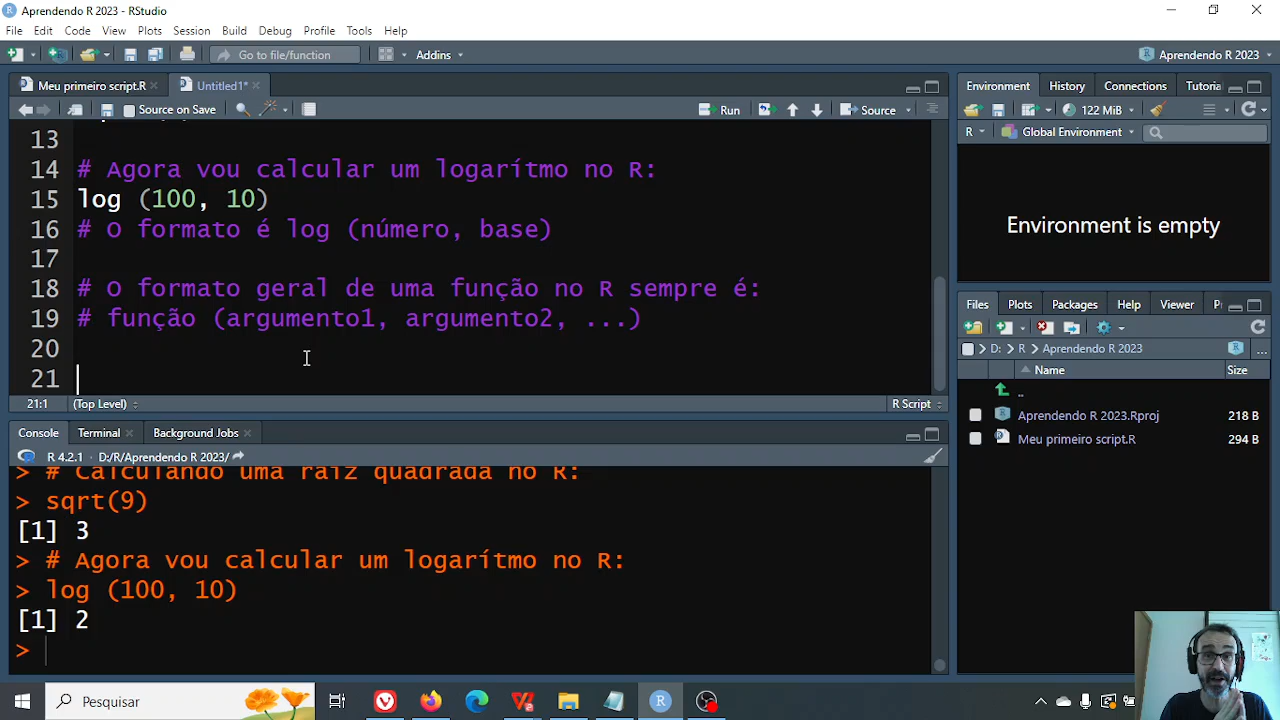 Aprendendo R 2023 - RStudio
File Edit Code View Plots Session Build Debug Profile Tools Help
Go to file/function Addins Aprendendo R 2023
Meu primeiro script.R Untitled1*
Source on Save Run Source
13
14 # Agora vou calcular um logarítmo no R:
15 log (100, 10)
16 # O formato é log (número, base)
17
18 # O formato geral de uma função no R sempre é:
19 # função (argumento1, argumento2, ...)
20
21
21:1 (Top Level) R Script
Console Terminal Background Jobs
R 4.2.1 · D:/R/Aprendendo R 2023/
> # Calculando uma raíz quadrada no R:
> sqrt(9)
[1] 3
> # Agora vou calcular um logarítmo no R:
> log (100, 10)
[1] 2
>
Environment History Connections Tutoria
122 MiB
R Global Environment
Environment is empty
Files Plots Packages Help Viewer
D: R Aprendendo R 2023 ...
Name Size
..
Aprendendo R 2023.Rproj 218 B
Meu primeiro script.R 294 B
Pesquisar